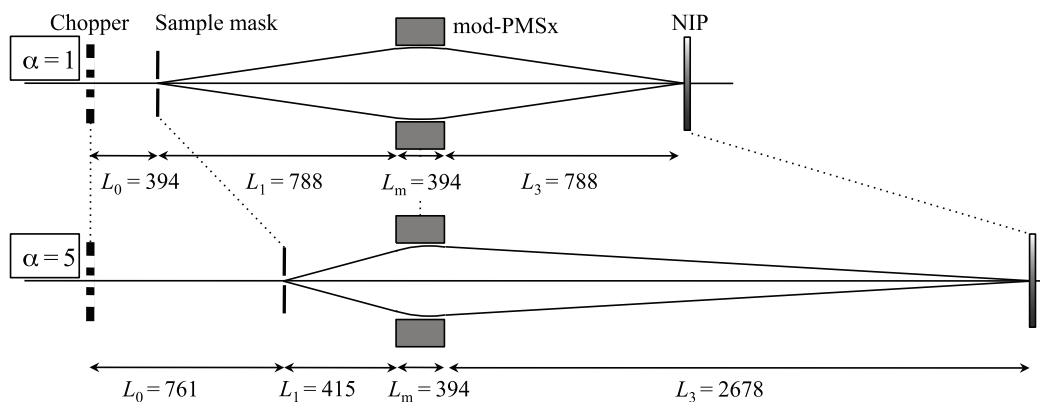 Chopper Sample mask mod-PMSx NIP
α = 1
L0 = 394 L1 = 788 Lm = 394 L3 = 788
α = 5
L0 = 761 L1 = 415 Lm = 394 L3 = 2678